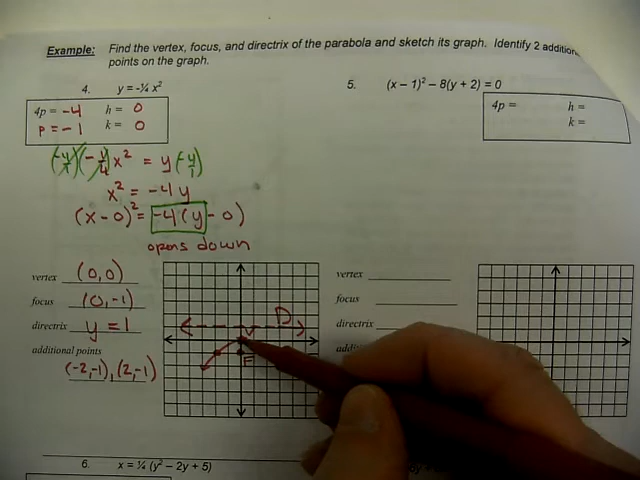 Example: Find the vertex, focus, and directrix of the parabola and sketch its graph. Identify 2
points on the graph.
4. y = -¼ x²
5. (x – 1)² – 8(y + 2) = 0
4p = -4 h = 0
p = -1 k = 0
4p = h =
k =
(-4/1)(-1/4)x² = y(-4/1)
x² = -4y
(x-0)² = -4(y-0)
opens down
vertex (0,0)
focus (0,-1)
directrix y = 1
additional points
(-2,-1), (2,-1)
D
V
F
vertex
focus
directrix
6. x = ¼ (y² – 2y + 5)